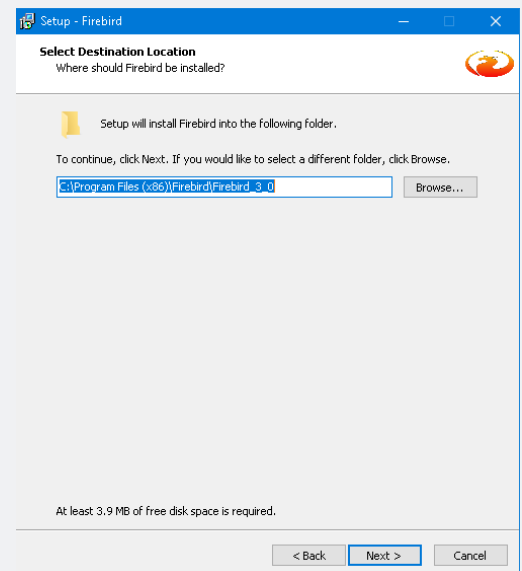 Setup - Firebird
Select Destination Location
Where should Firebird be installed?
Setup will install Firebird into the following folder.
To continue, click Next. If you would like to select a different folder, click Browse.
C:\Program Files (x86)\Firebird\Firebird_3_0
Browse...
At least 3.9 MB of free disk space is required.
< Back
Next >
Cancel